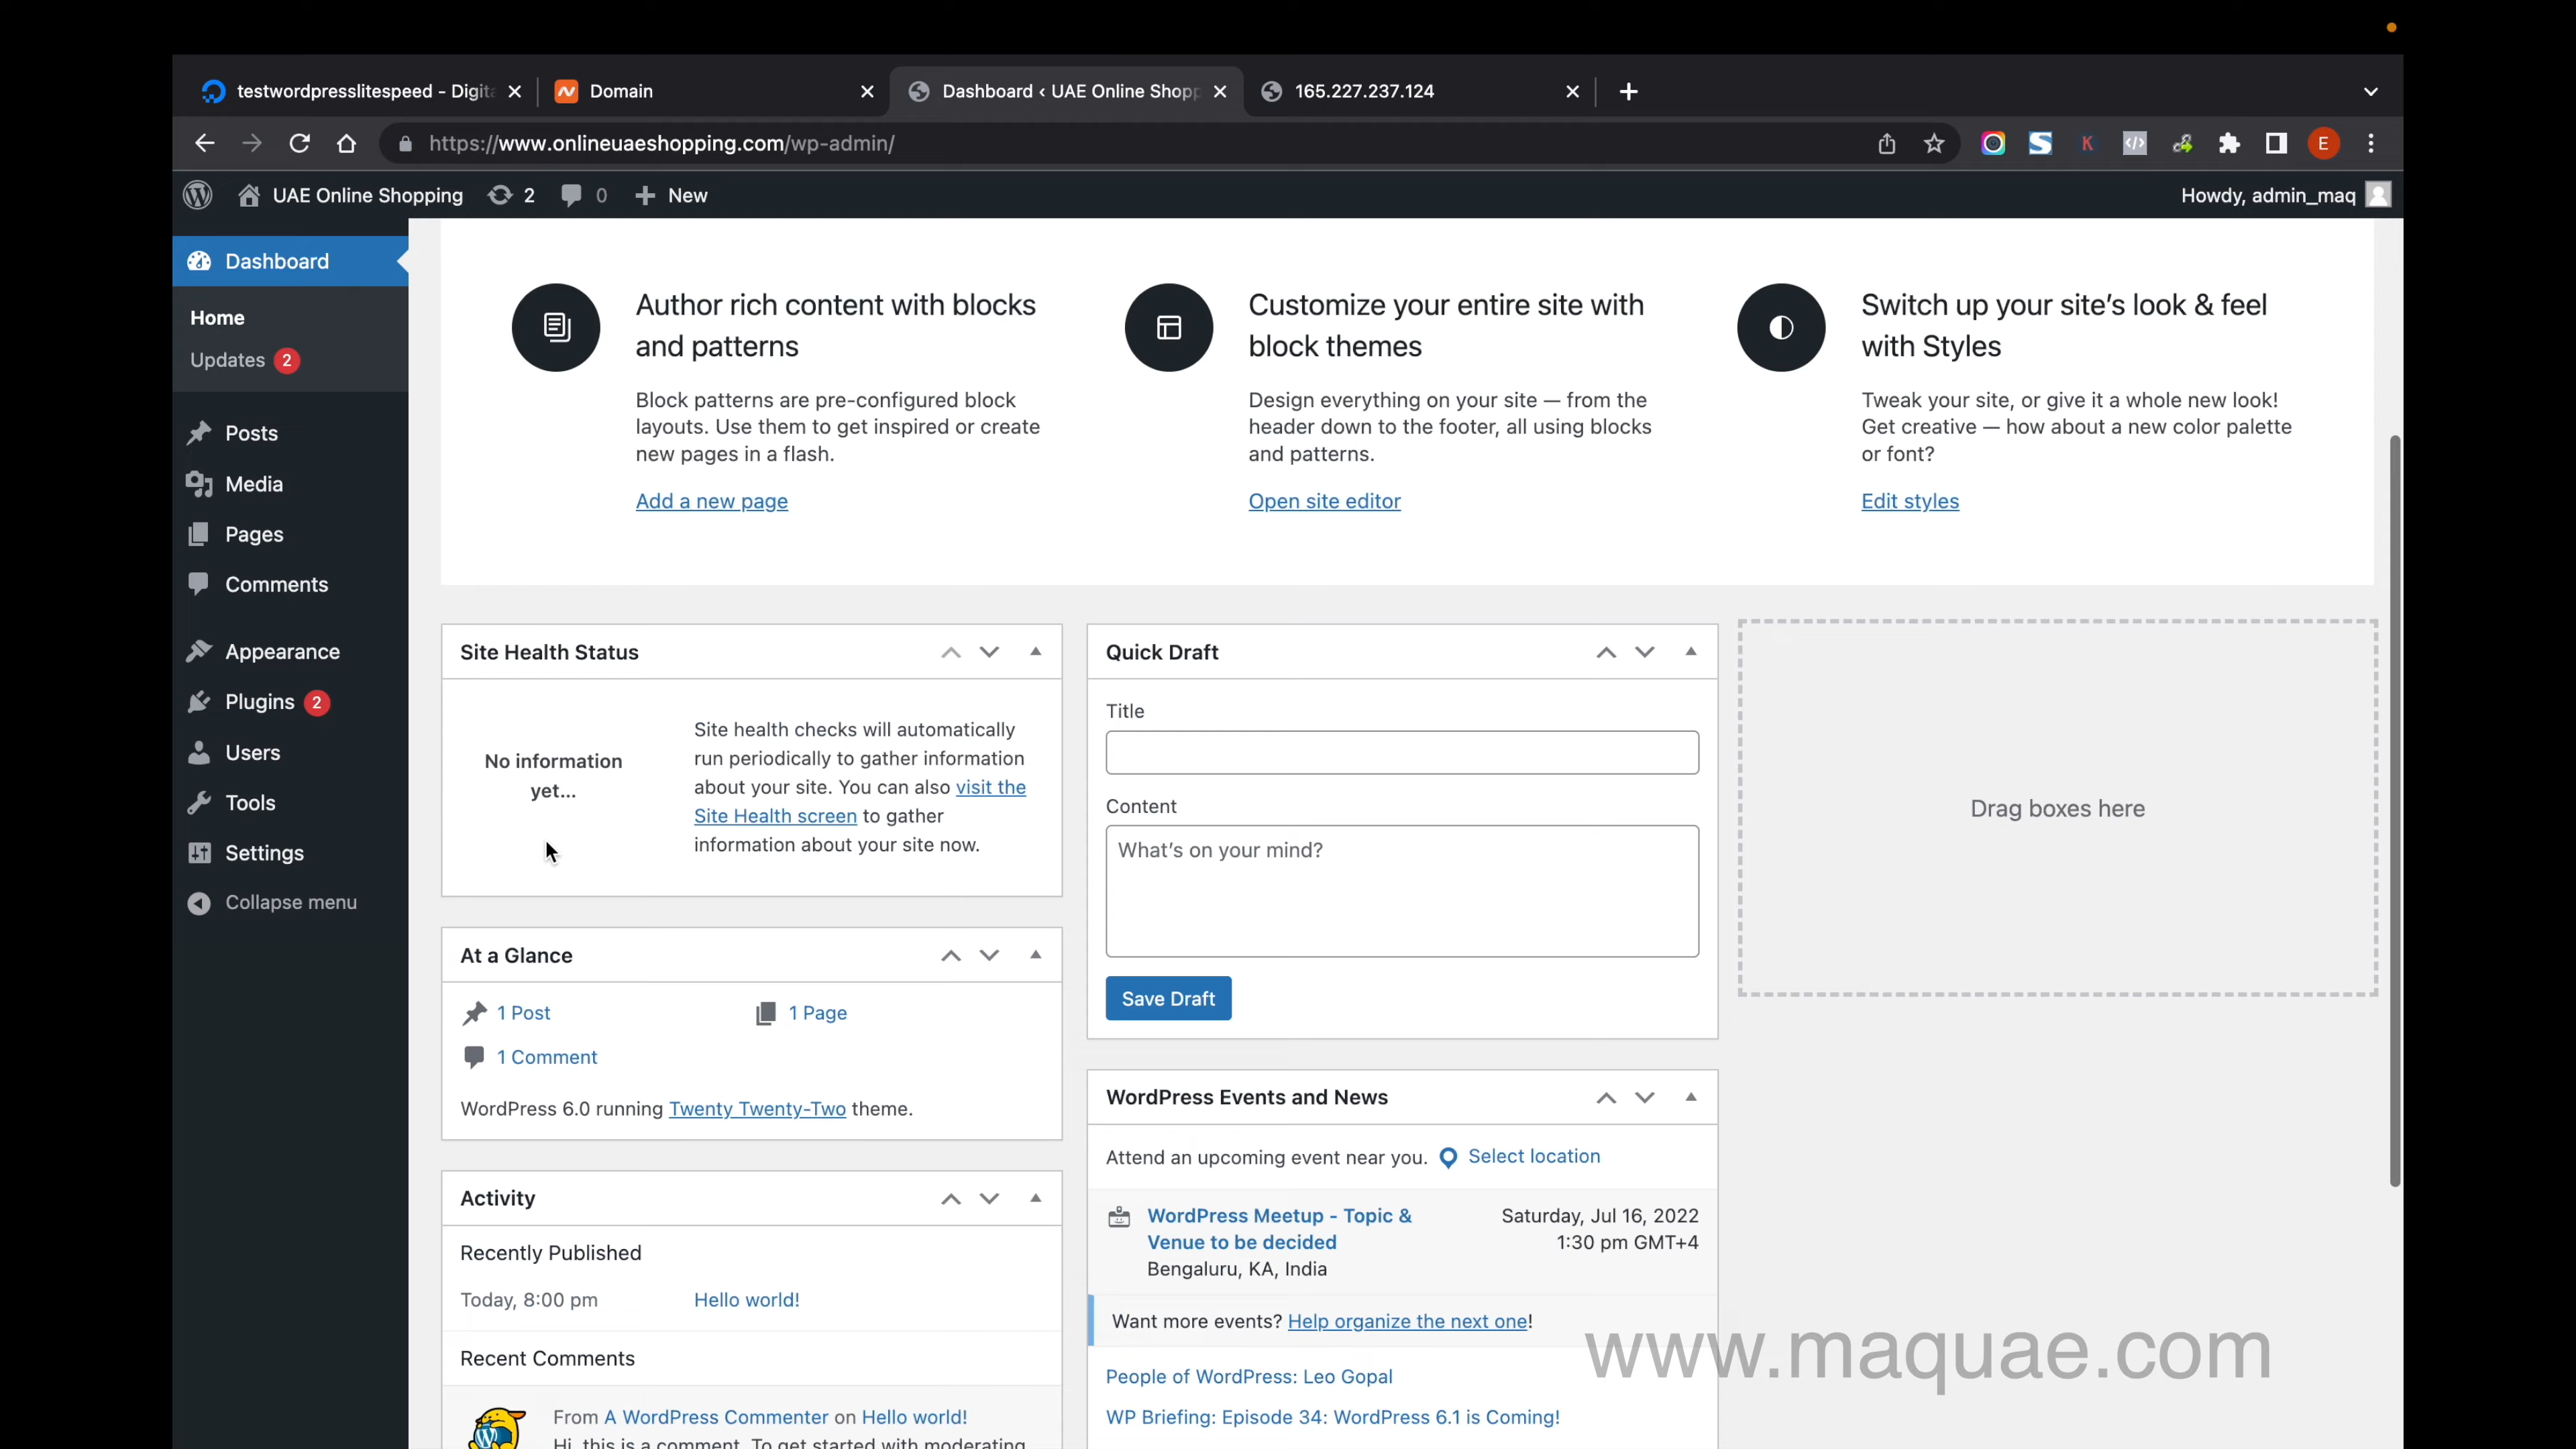 testwordpresslitespeed - Digita
Domain
Dashboard ‹ UAE Online Shopp
165.227.237.124
https://www.onlineuaeshopping.com/wp-admin/
K
E
UAE Online Shopping
2
0
New
Howdy, admin_maq
Dashboard
Home
Updates 2
Posts
Media
Pages
Comments
Appearance
Plugins 2
Users
Tools
Settings
Collapse menu
Author rich content with blocks
and patterns
Block patterns are pre-configured block
layouts. Use them to get inspired or create
new pages in a flash.
Add a new page
Customize your entire site with
block themes
Design everything on your site — from the
header down to the footer, all using blocks
and patterns.
Open site editor
Switch up your site’s look & feel
with Styles
Tweak your site, or give it a whole new look!
Get creative — how about a new color palette
or font?
Edit styles
Site Health Status
No information
yet...
Site health checks will automatically
run periodically to gather information
about your site. You can also visit the
Site Health screen to gather
information about your site now.
At a Glance
1 Post
1 Page
1 Comment
WordPress 6.0 running Twenty Twenty-Two theme.
Activity
Recently Published
Today, 8:00 pm
Hello world!
Recent Comments
From A WordPress Commenter on Hello world!
Hi, this is a comment. To get started with moderating,
Quick Draft
Title
Content
What’s on your mind?
Save Draft
WordPress Events and News
Attend an upcoming event near you.
Select location
WordPress Meetup - Topic &
Venue to be decided
Bengaluru, KA, India
Saturday, Jul 16, 2022
1:30 pm GMT+4
Want more events? Help organize the next one!
People of WordPress: Leo Gopal
WP Briefing: Episode 34: WordPress 6.1 is Coming!
Drag boxes here
www.maquae.com